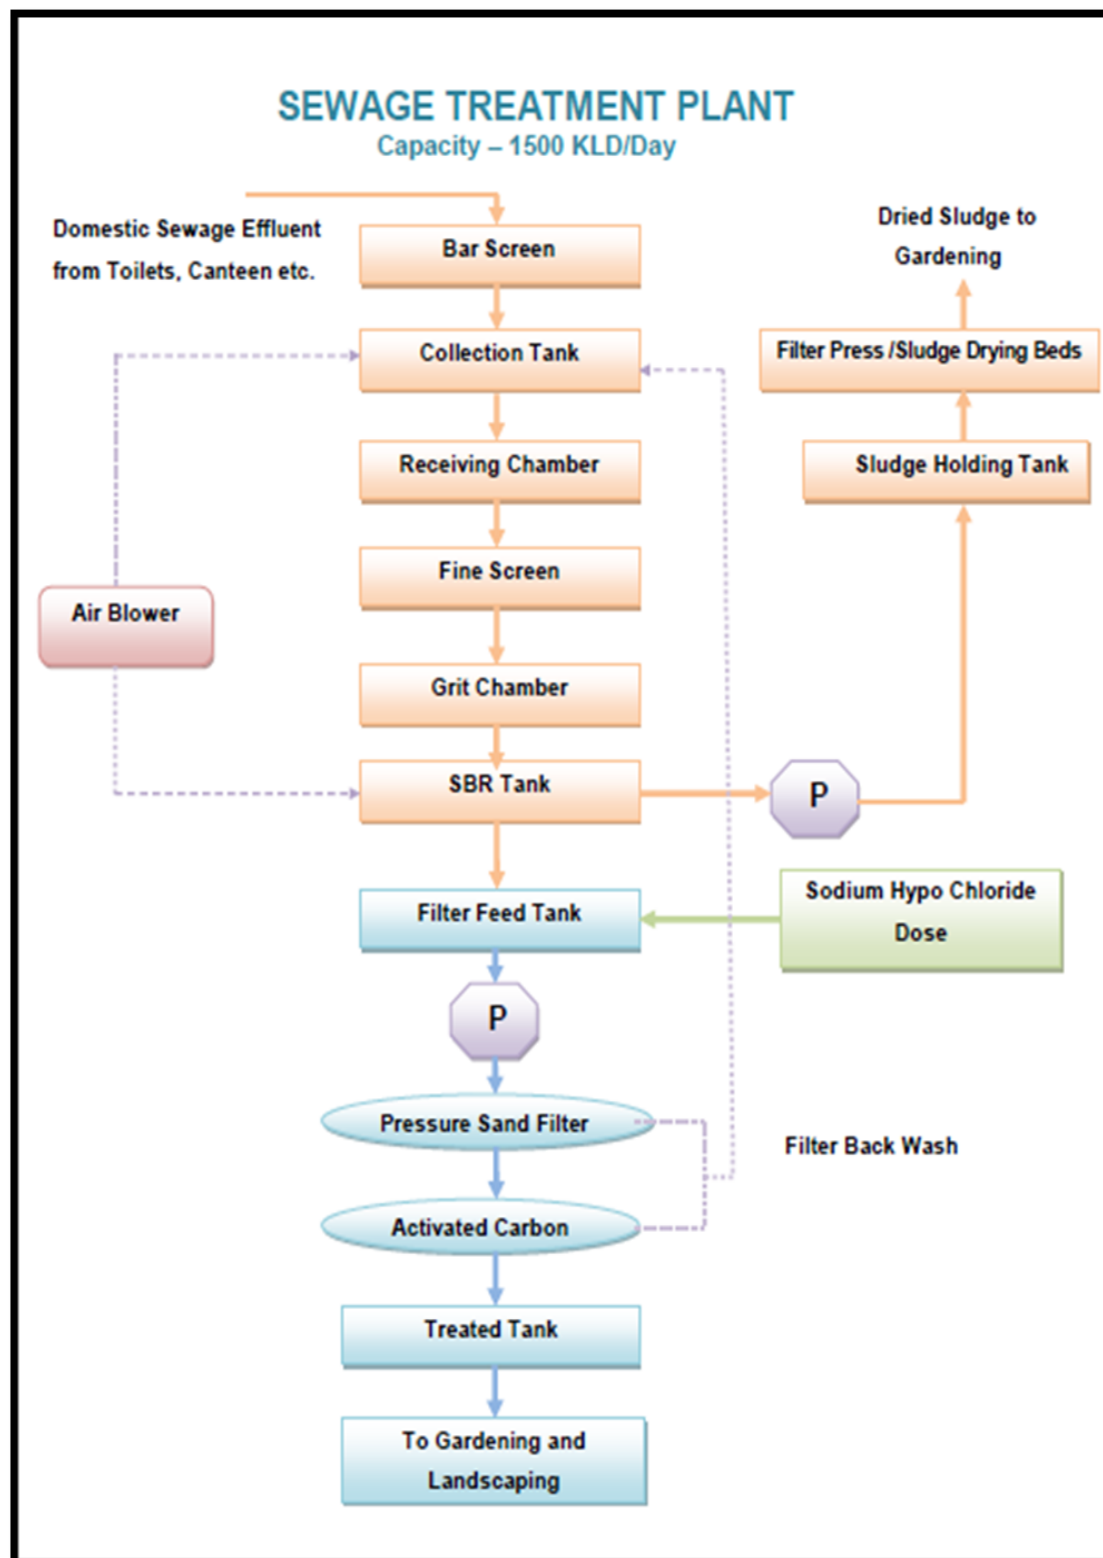 SEWAGE TREATMENT PLANT
Capacity – 1500 KLD/Day
Domestic Sewage Effluent
from Toilets, Canteen etc.
Bar Screen
Dried Sludge to
Gardening
Collection Tank
Filter Press /Sludge Drying Beds
Receiving Chamber
Sludge Holding Tank
Fine Screen
Air Blower
Grit Chamber
SBR Tank
P
Sodium Hypo Chloride
Dose
Filter Feed Tank
P
Pressure Sand Filter
Filter Back Wash
Activated Carbon
Treated Tank
To Gardening and
Landscaping